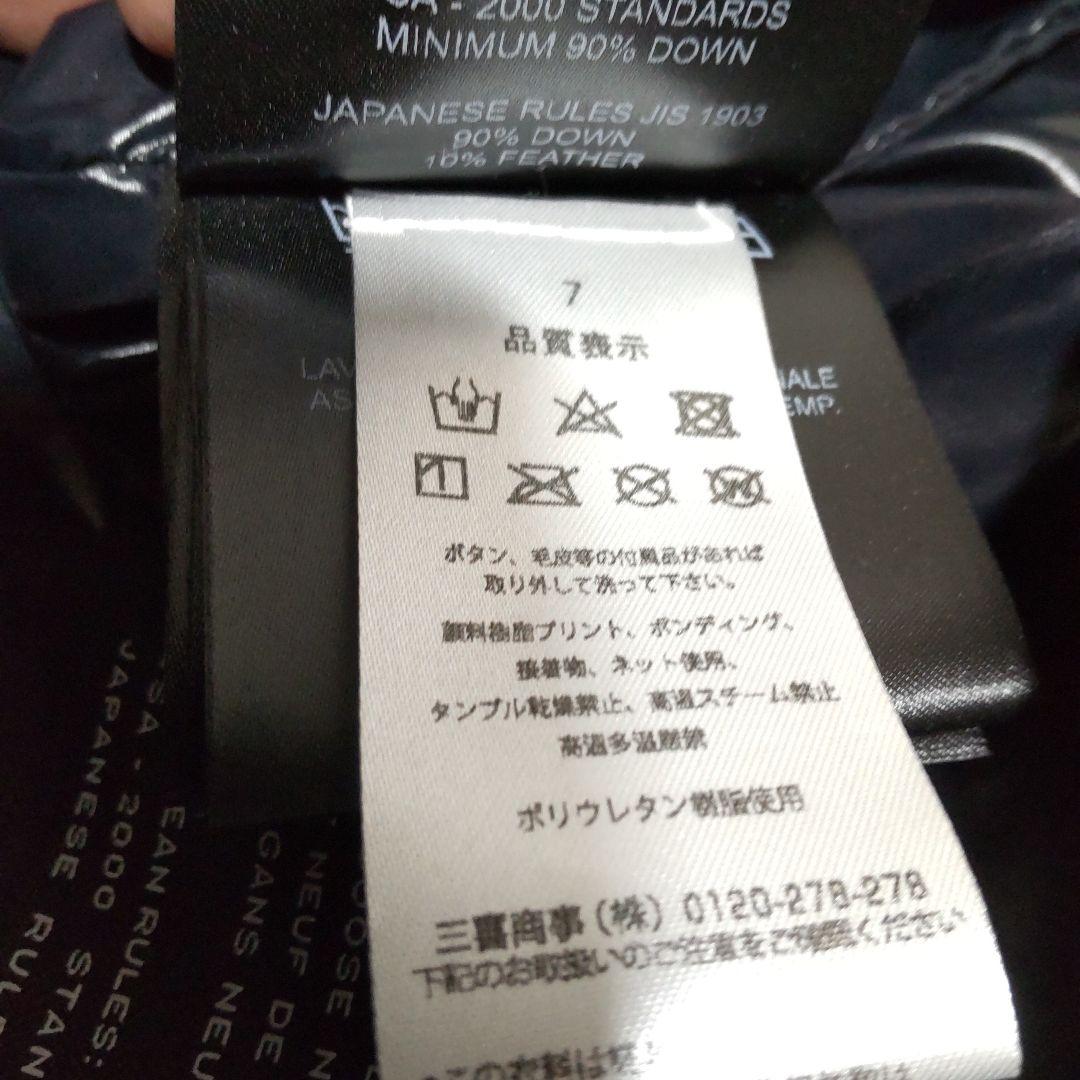 SA - 2000 STANDARDS
MINIMUM 90% DOWN
JAPANESE RULES JIS 1903
90% DOWN
10% FEATHER
7
品質表示
LAV
NALE
AS
EMP.
ボタン、毛皮等の付属品があれば
取り外して洗って下さい。
顔料樹脂プリント、ボンディング、
接着物、ネット使用、
タンブル乾燥禁止、高温スチーム禁止
高温多湿厳禁
ポリウレタン樹脂使用
三喜商事(株) 0120-278-278
下記のお取扱いのご注意をご確認ください
この衣料は
SA - 2000 STAN
JAPANESE RUL
EAN RULES:
GANS NEU
NEUF DE
OOSE N